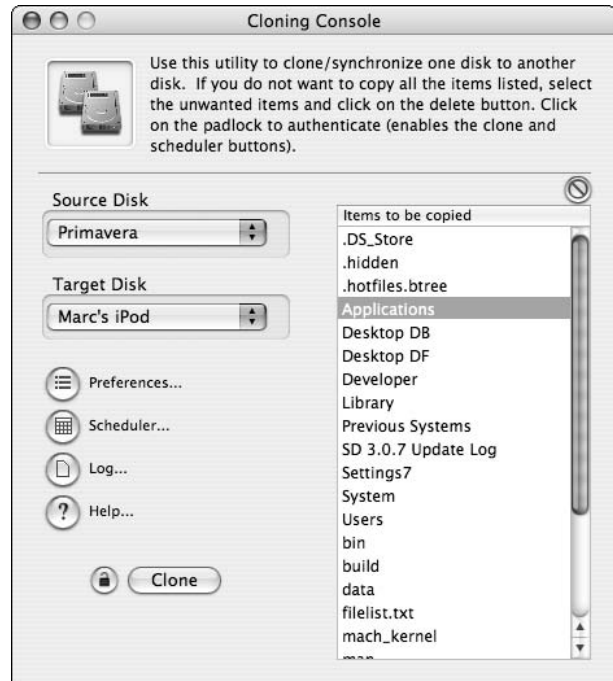 Cloning Console
Use this utility to clone/synchronize one disk to another
disk. If you do not want to copy all the items listed, select
the unwanted items and click on the delete button. Click
on the padlock to authenticate (enables the clone and
scheduler buttons).
Source Disk
Primavera
Target Disk
Marc's iPod
Preferences...
Scheduler...
Log...
? Help...
Clone
Items to be copied
.DS_Store
.hidden
.hotfiles.btree
Applications
Desktop DB
Desktop DF
Developer
Library
Previous Systems
SD 3.0.7 Update Log
Settings7
System
Users
bin
build
data
filelist.txt
mach_kernel